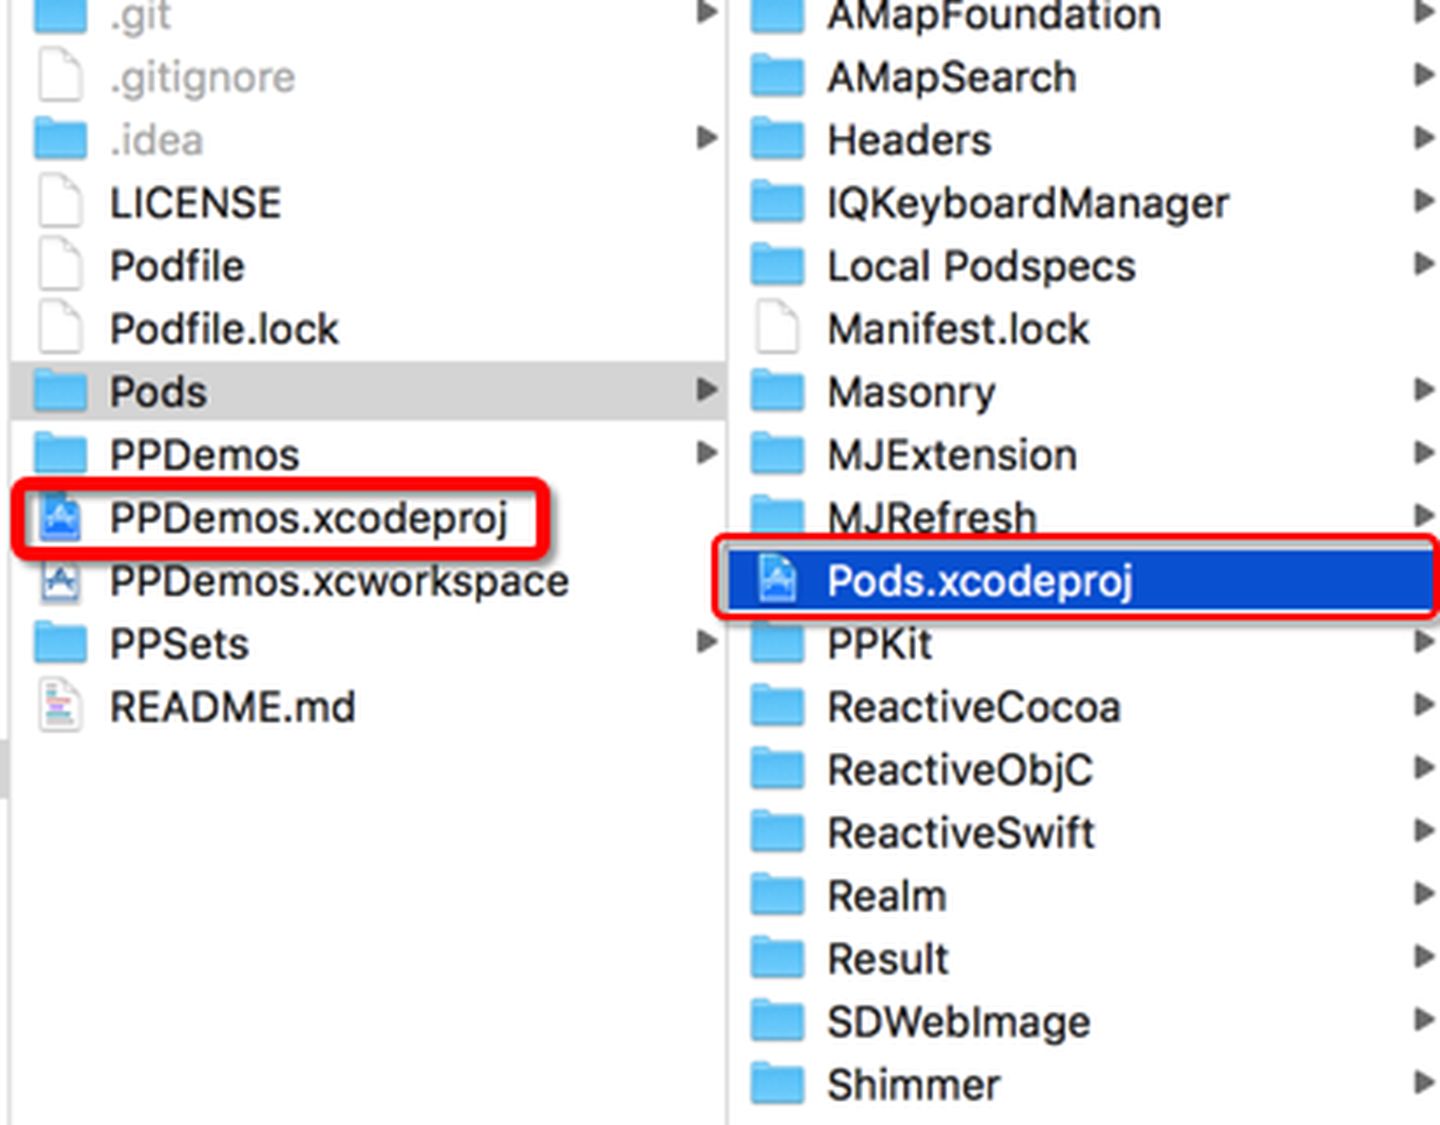 .git
.gitignore
.idea
LICENSE
Podfile
Podfile.lock
Pods
PPDemos
PPDemos.xcodeproj
PPDemos.xcworkspace
PPSets
README.md
AMapFoundation
AMapSearch
Headers
IQKeyboardManager
Local Podspecs
Manifest.lock
Masonry
MJExtension
MJRefresh
Pods.xcodeproj
PPKit
ReactiveCocoa
ReactiveObjC
ReactiveSwift
Realm
Result
SDWebImage
Shimmer